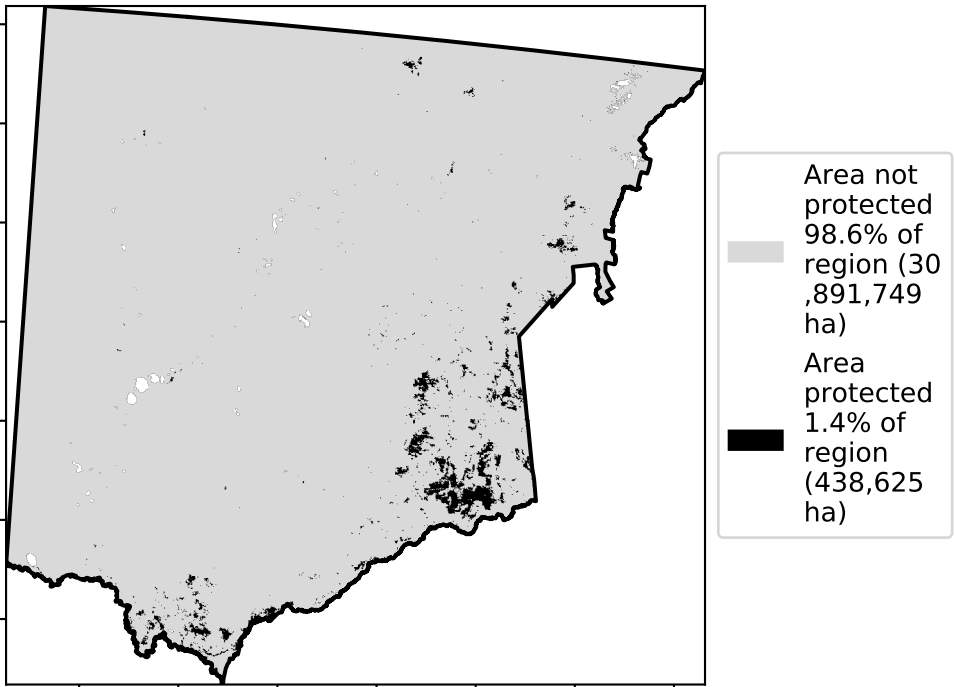 Area not
protected
98.6% of
region (30
,891,749
ha)
Area
protected
1.4% of
region
(438,625
ha)